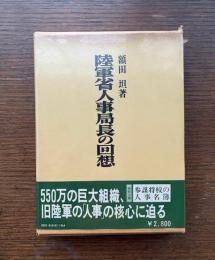 額田 坦著
陸軍省人事局長の回想
550万の巨大組織、
旧陸軍の「人事」の核心に迫る
参謀将校の
人事名簿
￥2,800